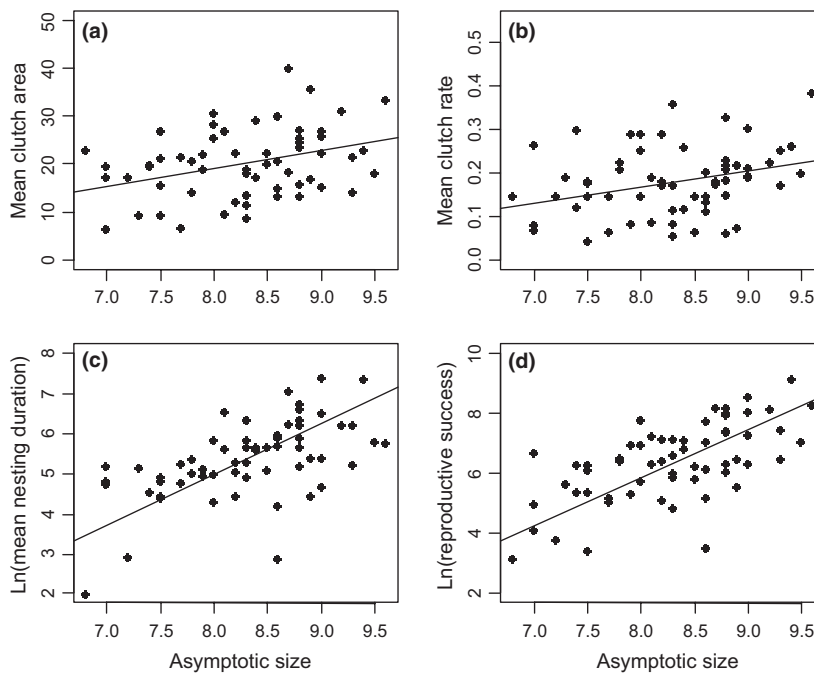 (a)
Mean clutch area
50
40
30
20
10
0
7.0 7.5 8.0 8.5 9.0 9.5
(b)
Mean clutch rate
0.5
0.4
0.3
0.2
0.1
0.0
7.0 7.5 8.0 8.5 9.0 9.5
(c)
Ln(mean nesting duration)
8
7
6
5
4
3
2
7.0 7.5 8.0 8.5 9.0 9.5
Asymptotic size
(d)
Ln(reproductive success)
10
8
6
4
2
7.0 7.5 8.0 8.5 9.0 9.5
Asymptotic size